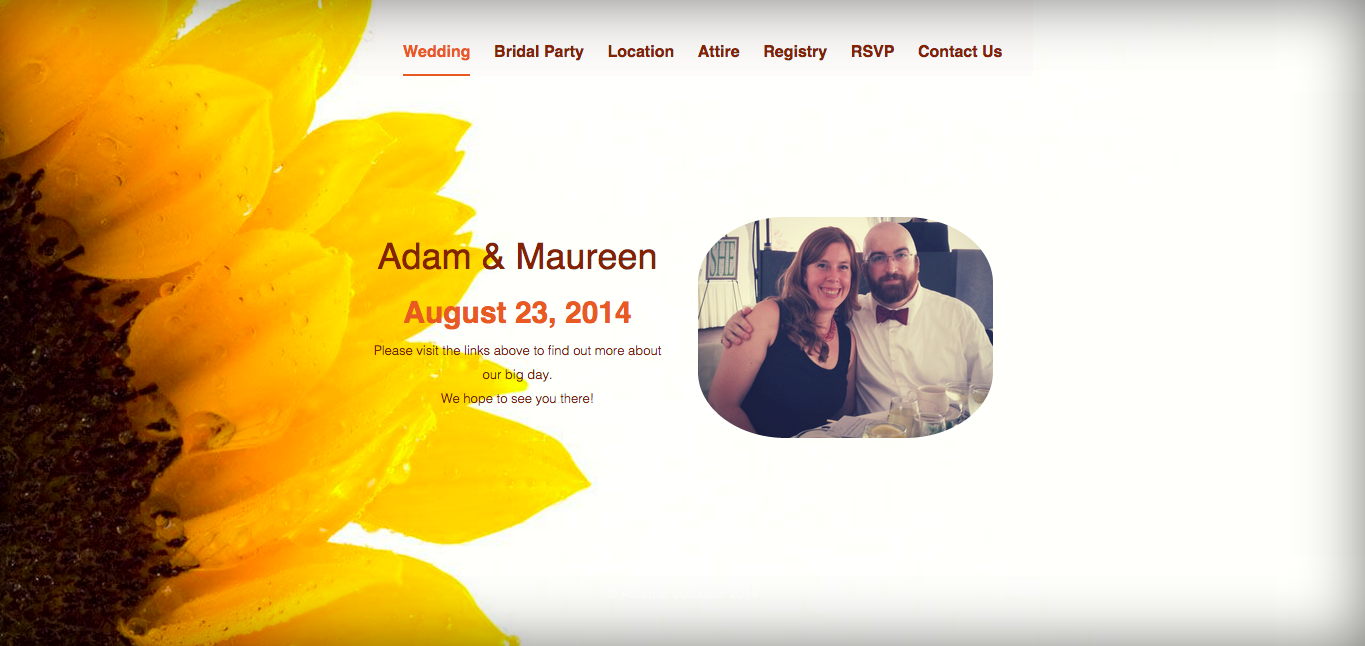 Wedding Bridal Party Location Attire Registry RSVP Contact Us
SHE
Adam & Maureen
August 23, 2014
Please visit the links above to find out more about
our big day.
We hope to see you there!